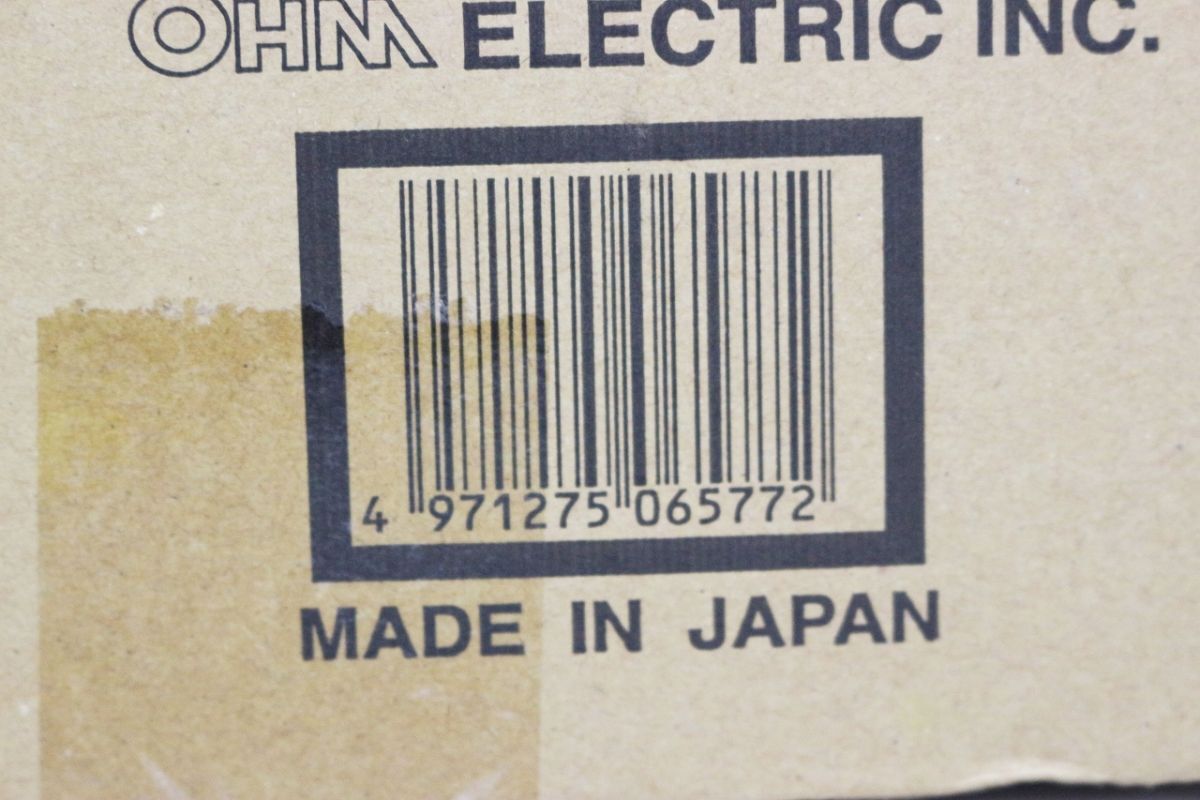 OHM ELECTRIC INC.
4 971275 065772
MADE IN JAPAN